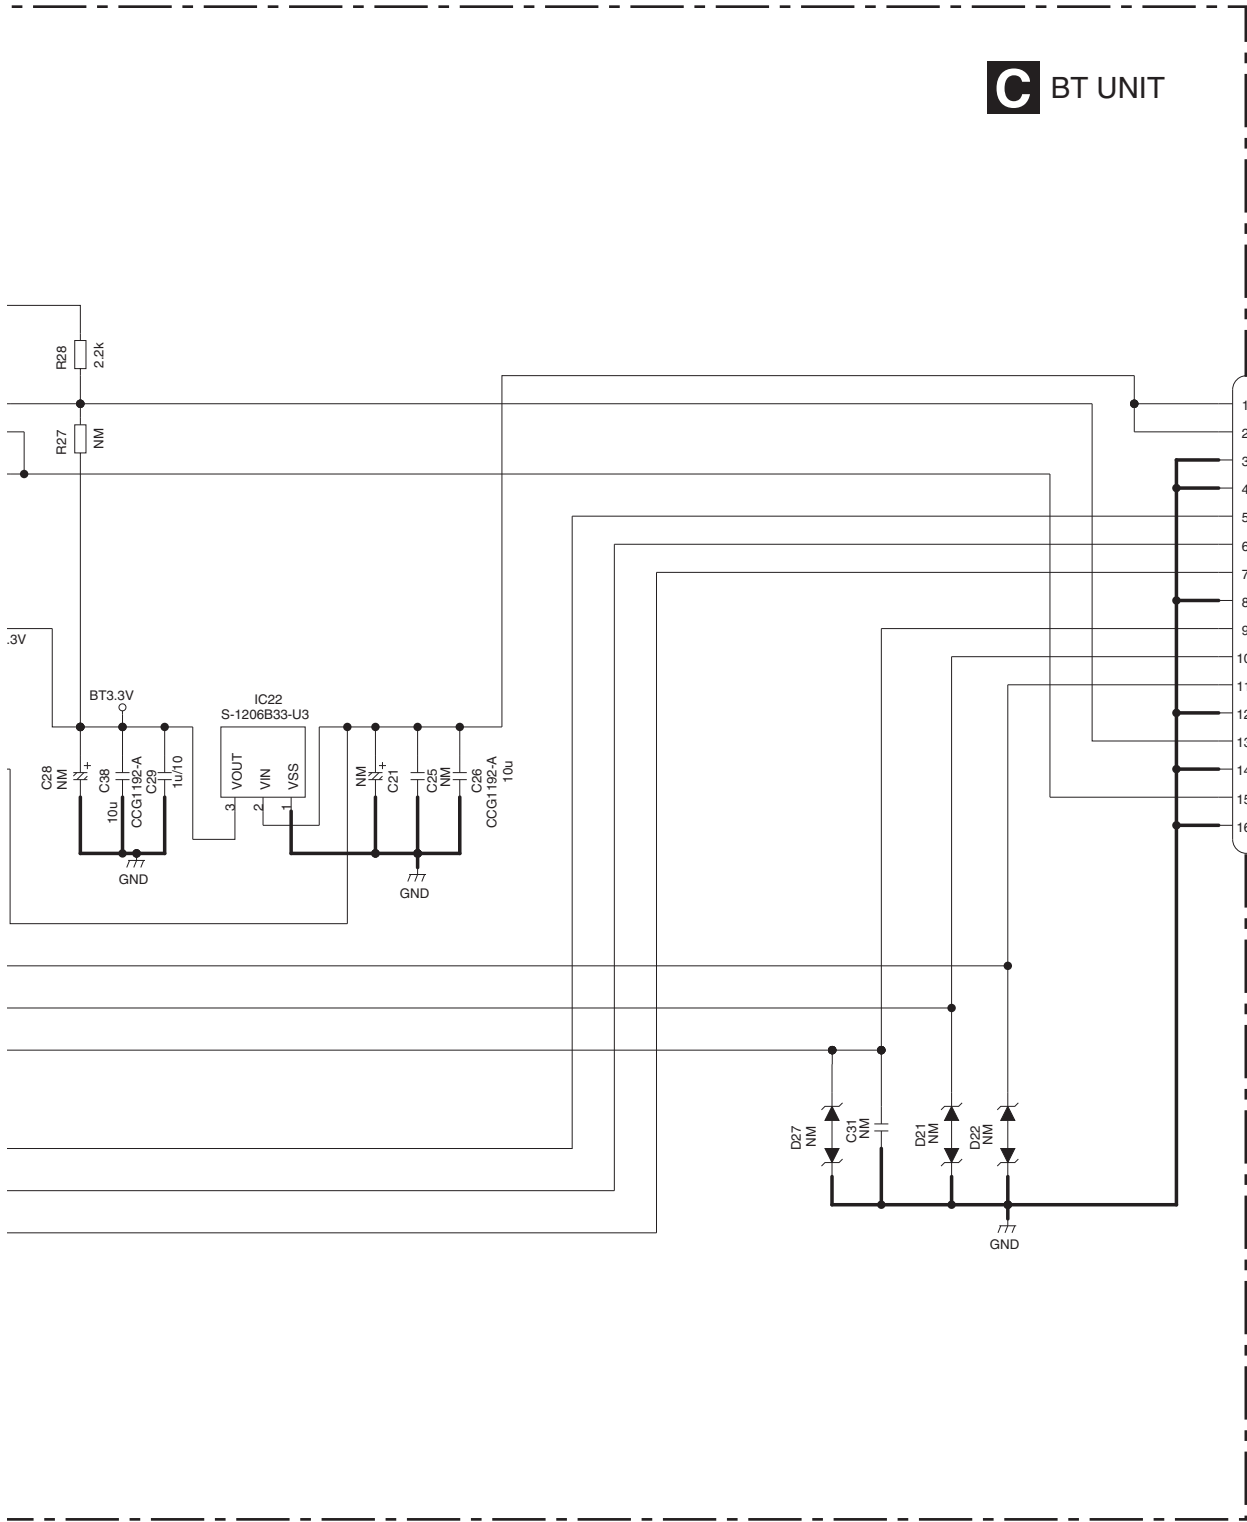 C BT UNIT
R28
2.2k
R27
NM
1
2
3
4
5
6
7
8
9
10
11
12
13
14
15
16
.3V
BT3.3V
IC22
S-1206B33-U3
VOUT
VIN
VSS
3
2
1
C28
NM
+
C38
10u
CCG1192-A
C29
1u/10
GND
NM
+
C21
C25
NM
C26
CCG1192-A
10u
GND
D27
NM
C31
NM
D21
NM
D22
NM
GND